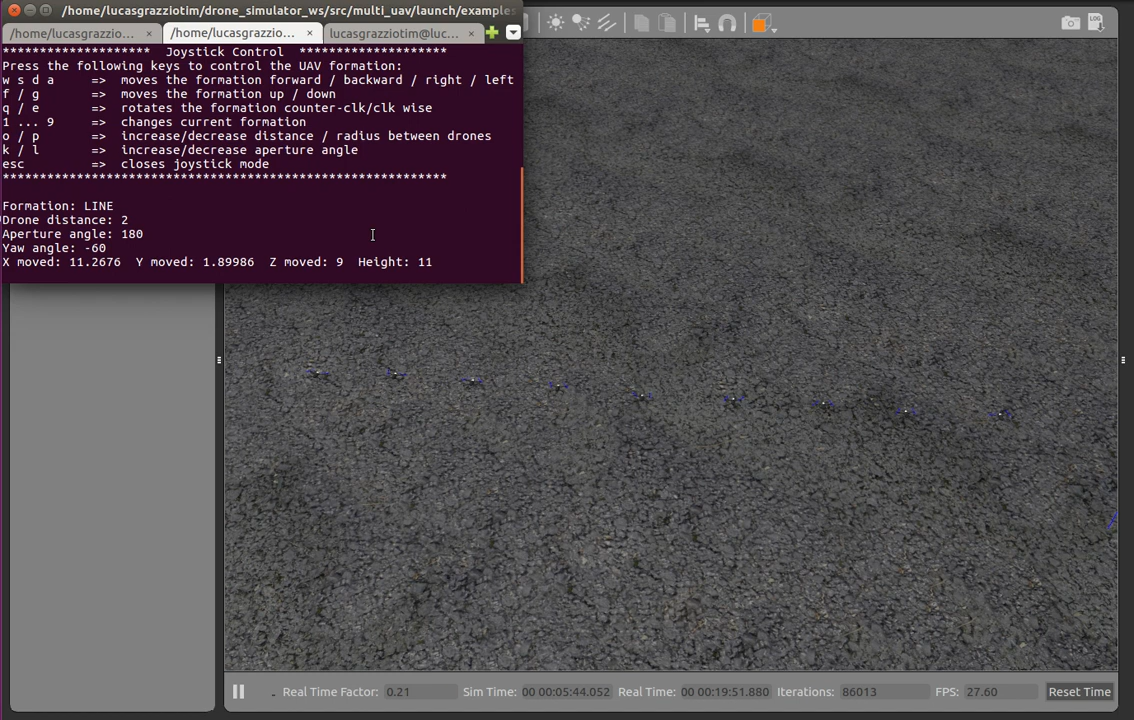 /home/lucasgrazziotim/drone_simulator_ws/src/multi_uav/launch/examples
/home/lucasgrazzio... × /home/lucasgrazzio... × lucasgrazziotim@luc... ×
******************** Joystick Control ********************
Press the following keys to control the UAV formation:
w s d a => moves the formation forward / backward / right / left
f / g => moves the formation up / down
q / e => rotates the formation counter-clk/clk wise
1 ... 9 => changes current formation
o / p => increase/decrease distance / radius between drones
k / l => increase/decrease aperture angle
esc => closes joystick mode
************************************************************
Formation: LINE
Drone distance: 2
Aperture angle: 180
Yaw angle: -60
X moved: 11.2676 Y moved: 1.89986 Z moved: 9 Height: 11
LOG
Real Time Factor: 0.21 Sim Time: 00 00:05:44.052 Real Time: 00 00:19:51.880 Iterations: 86013 FPS: 27.60 Reset Time